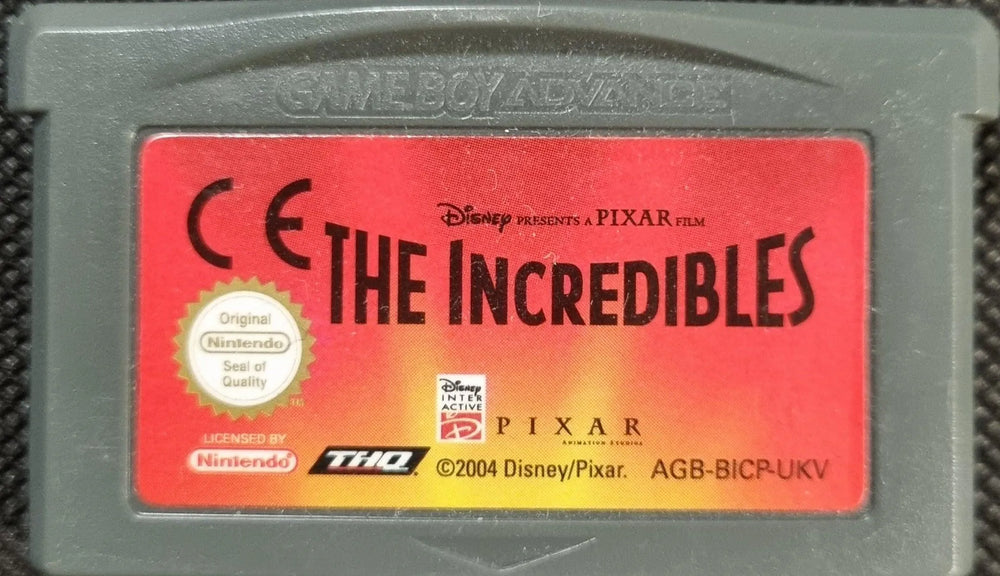 GAME BOY ADVANCE
CE
Disney PRESENTS A PIXAR FILM
THE INCREDIBLES
Original
Nintendo
Seal of
Quality
TM
Disney
INTER
ACTIVE
D
PIXAR
ANIMATION STUDIOS
LICENSED BY
Nintendo
THQ
©2004 Disney/Pixar.
AGB-BICP-UKV